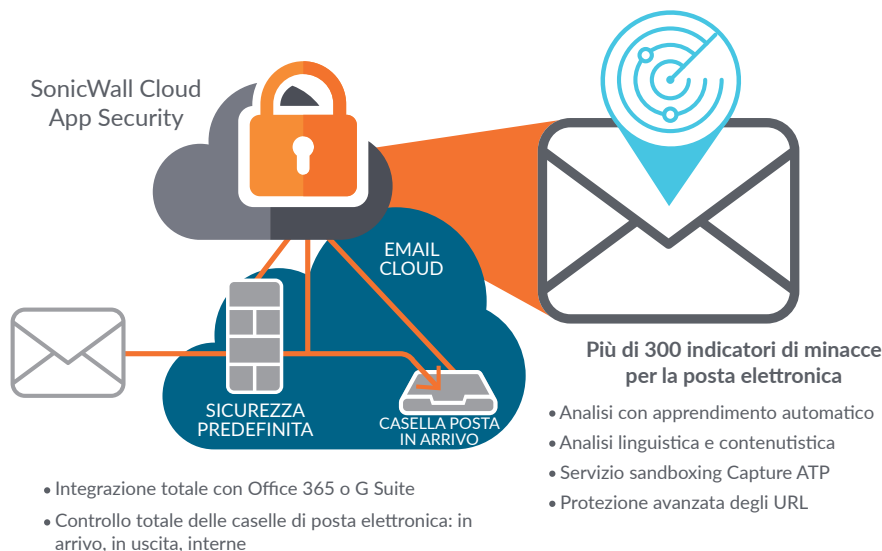 SonicWall Cloud
App Security
EMAIL
CLOUD
SICUREZZA
PREDEFINITA
CASELLA POSTA
IN ARRIVO
• Integrazione totale con Office 365 o G Suite
• Controllo totale delle caselle di posta elettronica: in
arrivo, in uscita, interne
Più di 300 indicatori di minacce
per la posta elettronica
• Analisi con apprendimento automatico
• Analisi linguistica e contenutistica
• Servizio sandboxing Capture ATP
• Protezione avanzata degli URL